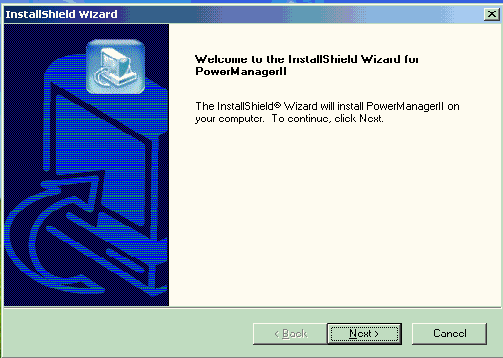 InstallShield Wizard
Welcome to the InstallShield Wizard for
PowerManagerII
The InstallShield® Wizard will install PowerManagerII on
your computer. To continue, click Next.
< Back
Next >
Cancel